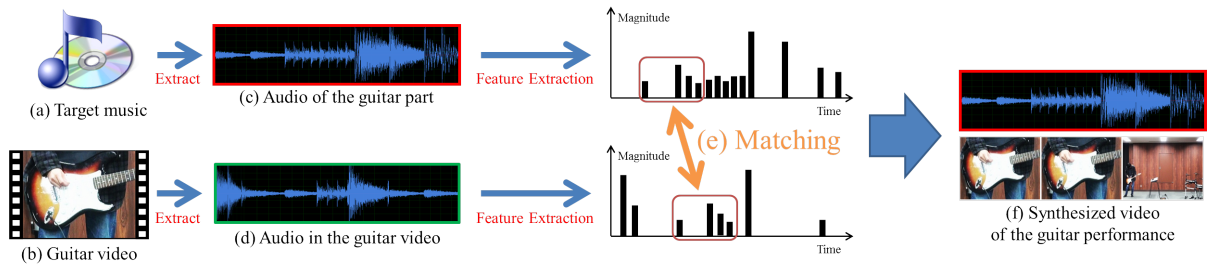 (a) Target music
Extract
(c) Audio of the guitar part
Feature Extraction
Magnitude
Time
(b) Guitar video
Extract
(d) Audio in the guitar video
Feature Extraction
(e) Matching
Magnitude
Time
(f) Synthesized video
of the guitar performance